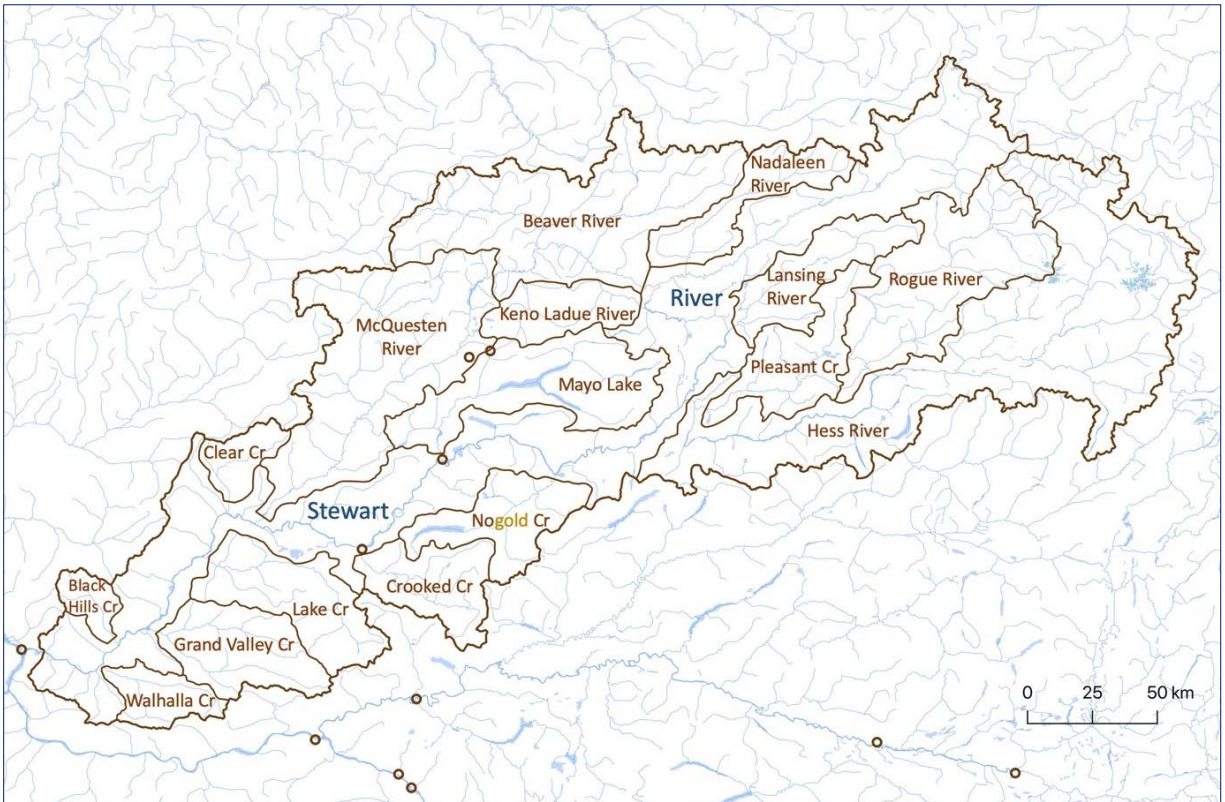 Nadaleen
River
Beaver River
Lansing
River
Rogue River
River
Keno Ladue River
McQuesten
River
Pleasant Cr
Mayo Lake
Hess River
Clear Cr
Stewart
Nogold Cr
Crooked Cr
Black
Hills Cr
Lake Cr
Grand Valley Cr
Walhalla Cr
0 25 50 km